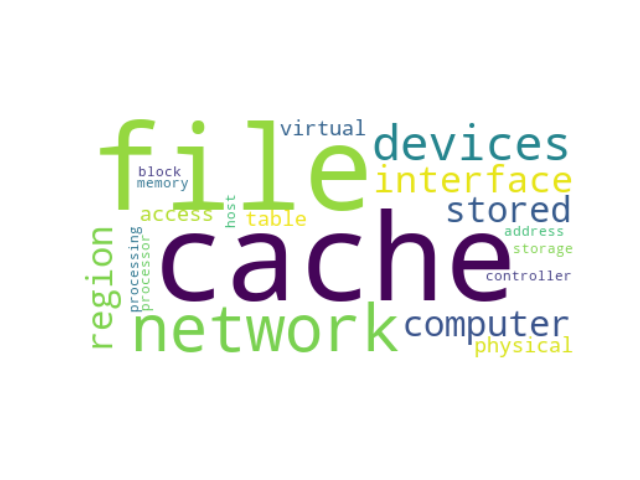 file
virtual
devices
block
memory
interface
access
host
table
stored
cache
address
storage
controller
region
processing
processor
network
computer
physical